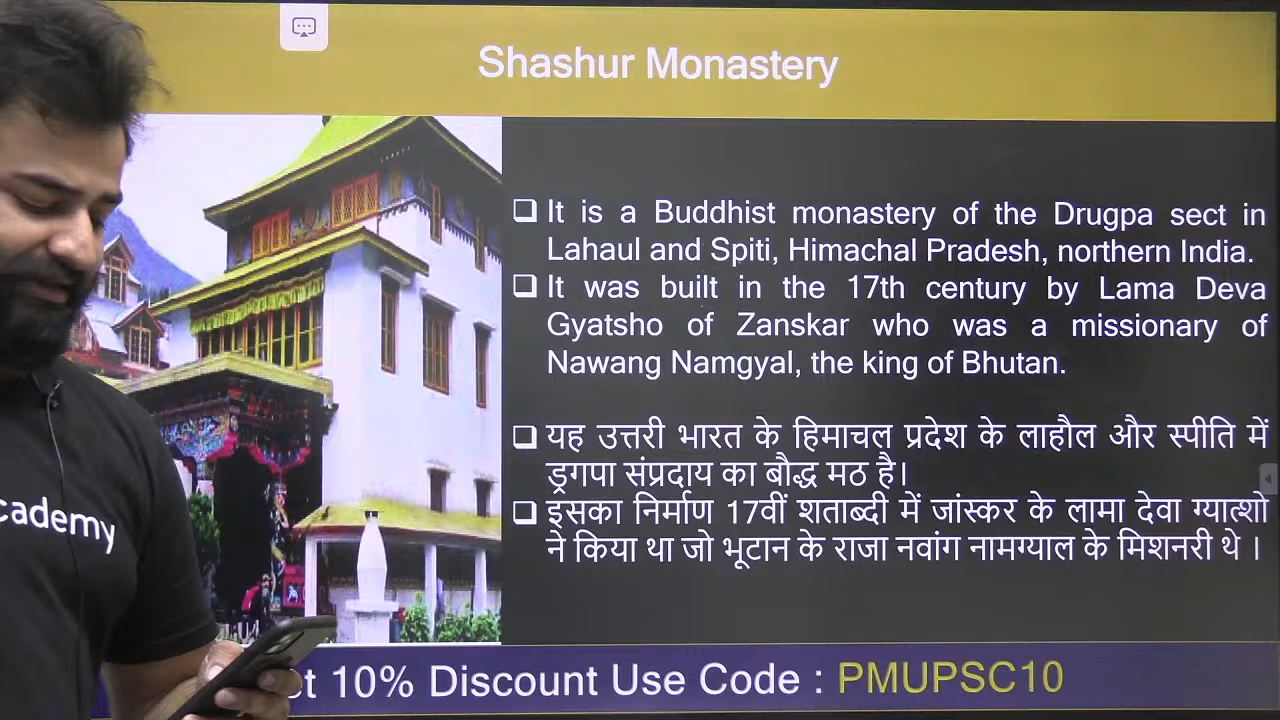 Shashur Monastery
❑ It is a Buddhist monastery of the Drugpa sect in
Lahaul and Spiti, Himachal Pradesh, northern India.
❑ It was built in the 17th century by Lama Deva
Gyatsho of Zanskar who was a missionary of
Nawang Namgyal, the king of Bhutan.
❑ यह उत्तरी भारत के हिमाचल प्रदेश के लाहौल और स्पीति में
ड्रगपा संप्रदाय का बौद्ध मठ है।
❑ इसका निर्माण 17वीं शताब्दी में जांस्कर के लामा देवा ग्यात्शो
ने किया था जो भूटान के राजा नवांग नामग्याल के मिशनरी थे ।
cademy
t 10% Discount Use Code : PMUPSC10